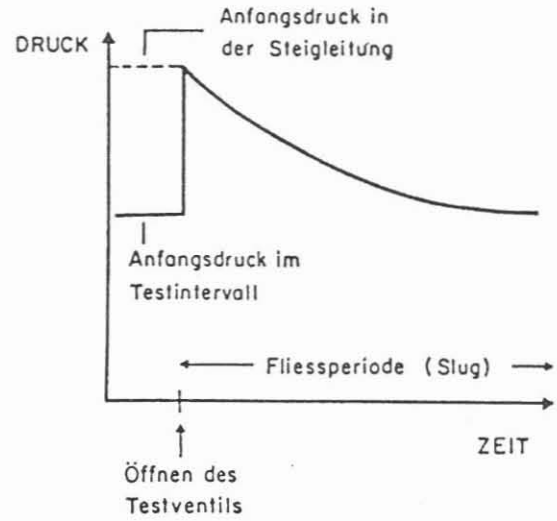 Anfangsdruck in
der Steigleitung
DRUCK
Anfangsdruck im
Testintervall
Fliessperiode (Slug)
ZEIT
Öffnen des
Testventils